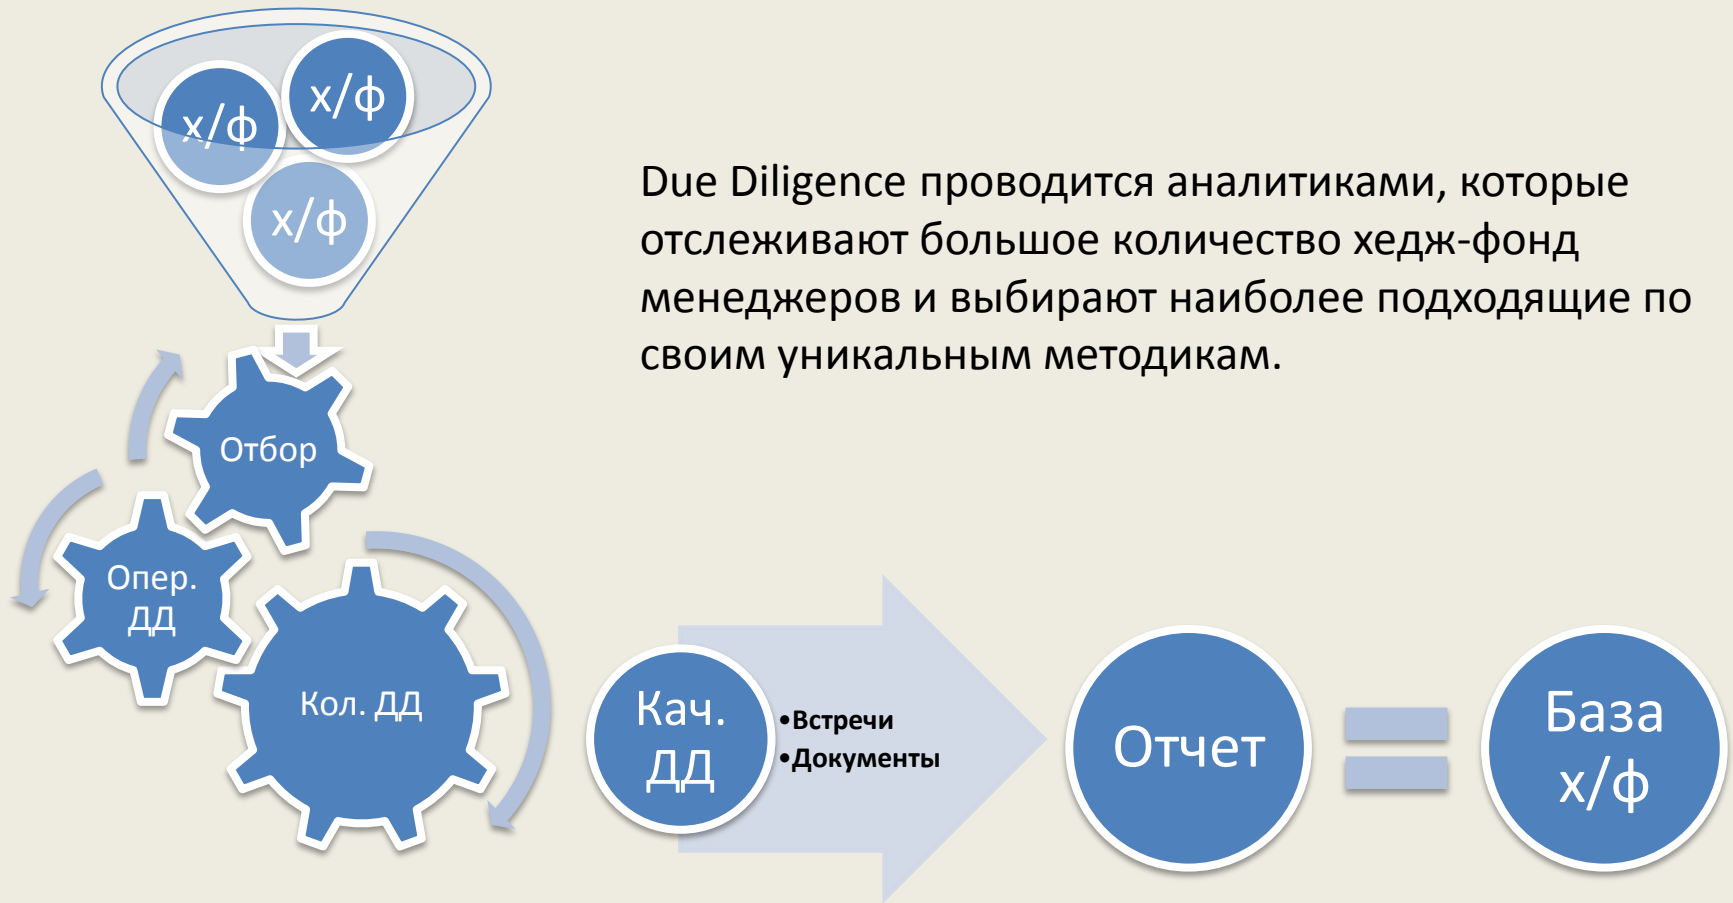 х/ф
х/ф
х/ф
Due Diligence проводится аналитиками, которые
отслеживают большое количество хедж-фонд
менеджеров и выбирают наиболее подходящие по
своим уникальным методикам.
Отбор
Опер.
ДД
Кол. ДД
Кач.
ДД
•Встречи
•Документы
Отчет
База
х/ф